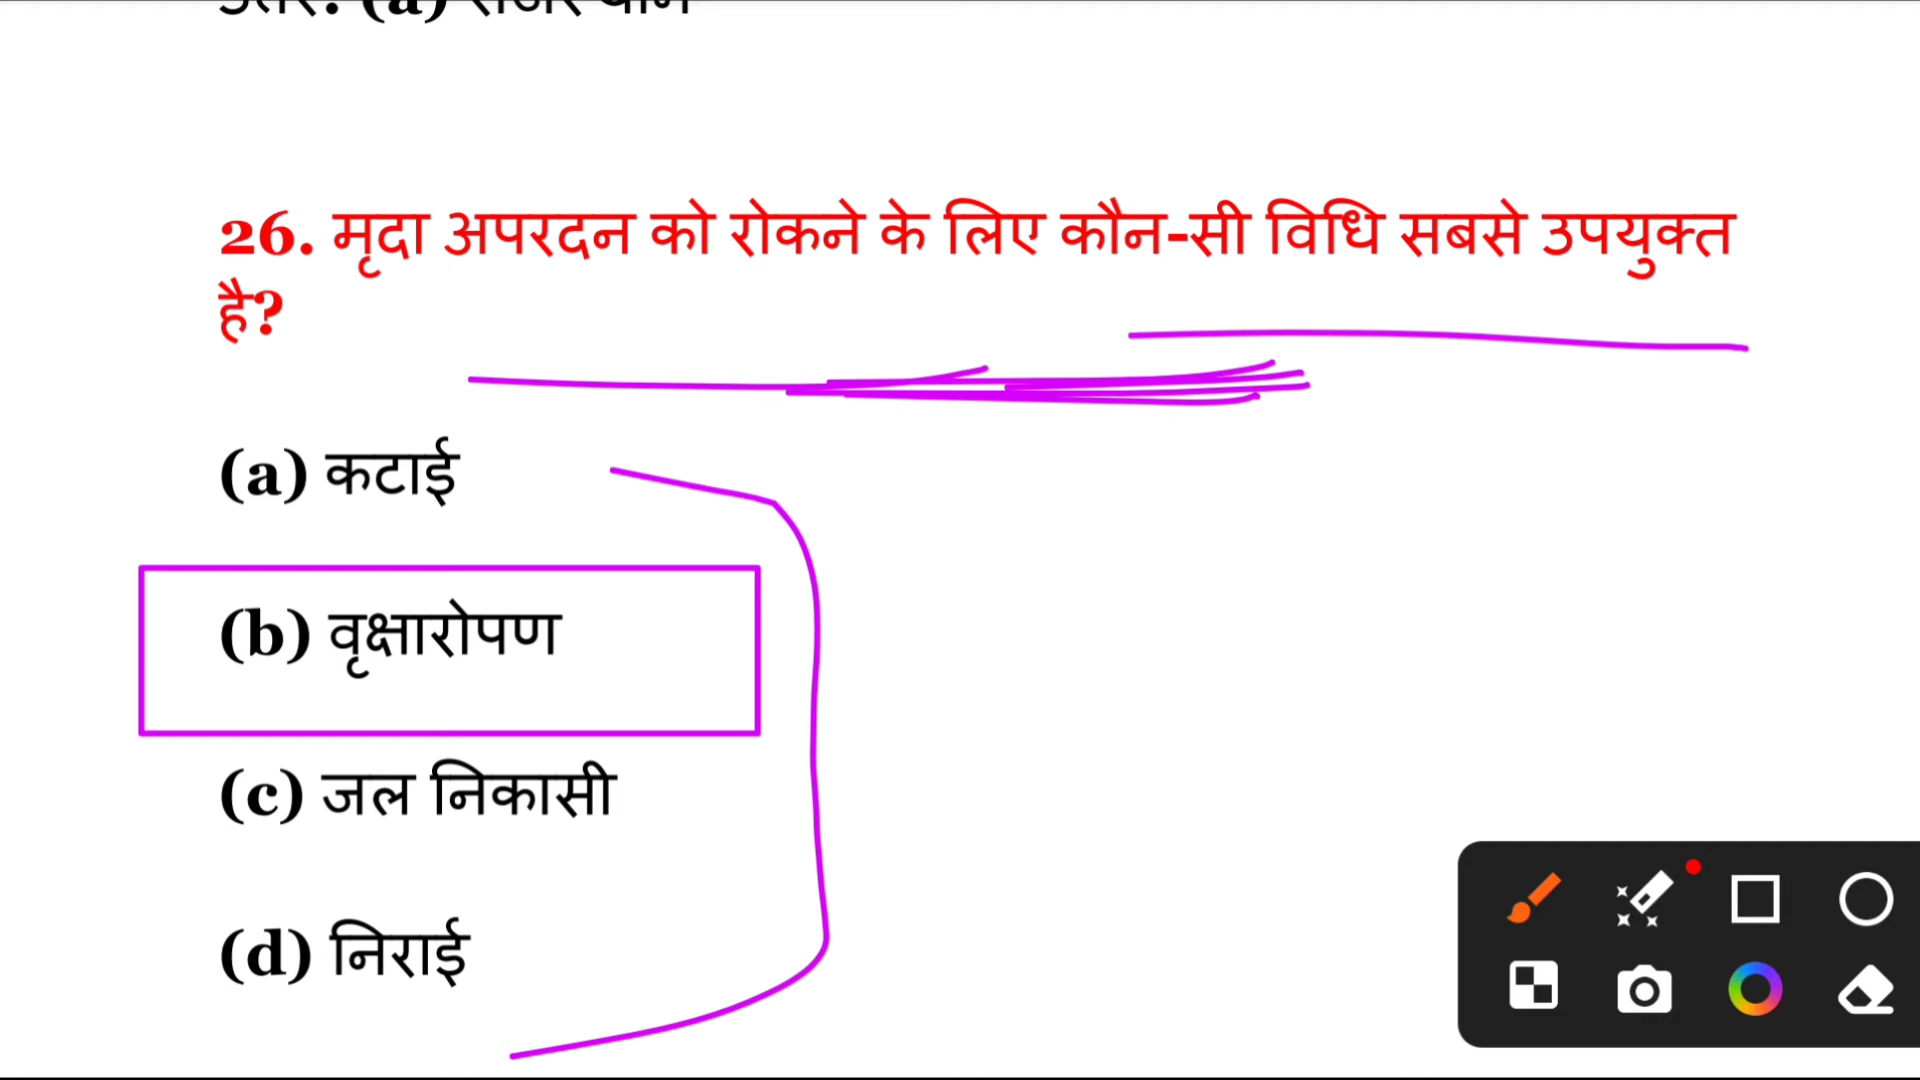 26. मृदा अपरदन को रोकने के लिए कौन-सी विधि सबसे उपयुक्त
है?
(a) कटाई
(b) वृक्षारोपण
(c) जल निकासी
(d) निराई